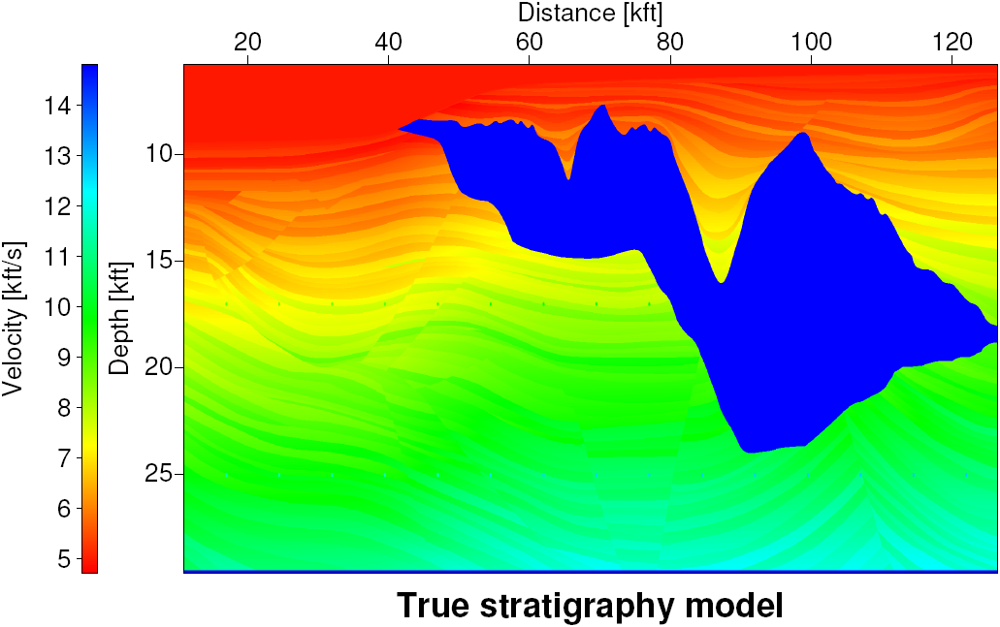 Distance [kft]
20 40 60 80 100 120
Velocity [kft/s]
14
13
12
11
10
9
8
7
6
5
Depth [kft]
10
15
20
25
True stratigraphy model